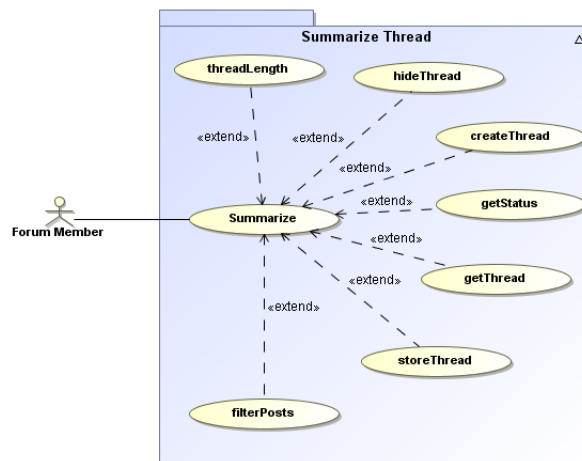 Summarize Thread
threadLength
hideThread
«extend»
«extend»
createThread
«extend»
getStatus
«extend»
Summarize
Forum Member
«extend»
getThread
«extend»
«extend»
storeThread
filterPosts